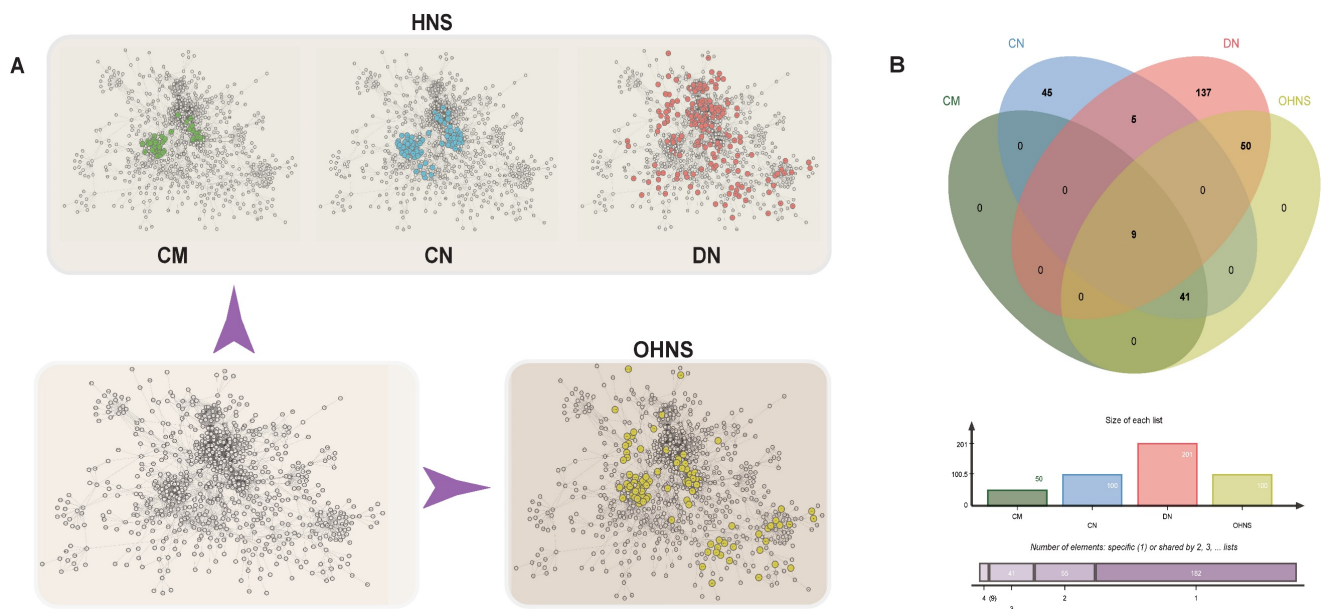 HNS
A
CM
CN
DN
OHNS
B
CN
DN
CM
OHNS
45
137
5
0
50
0
0
0
0
9
0
0
0
41
0
Size of each list
201
100.5
0
50
100
201
100
CM
CN
DN
OHNS
Number of elements: specific (1) or shared by 2, 3, ... lists
41
55
182
4 (9)
3
2
1